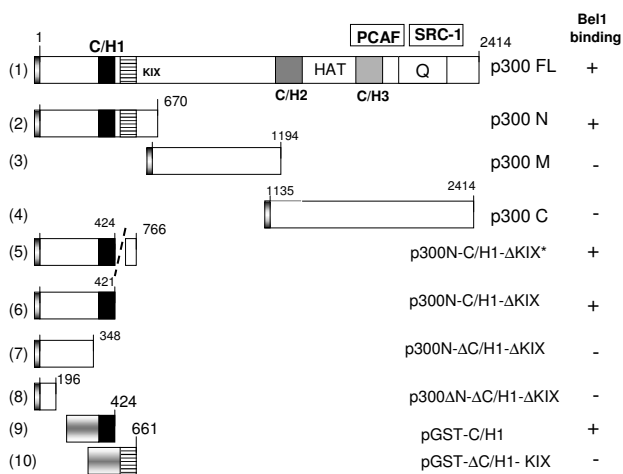 Bel1
binding
1
C/H1
PCAF
SRC-1
2414
(1)
KIX
HAT
Q
p300 FL
+
C/H2
C/H3
670
(2)
p300 N
+
1194
(3)
p300 M
-
1135
2414
(4)
p300 C
-
424
766
(5)
p300N-C/H1-ΔKIX*
+
421
(6)
p300N-C/H1-ΔKIX
+
348
(7)
p300N-ΔC/H1-ΔKIX
-
196
(8)
p300ΔN-ΔC/H1-ΔKIX
-
424
(9)
pGST-C/H1
+
661
(10)
pGST-ΔC/H1- KIX
-